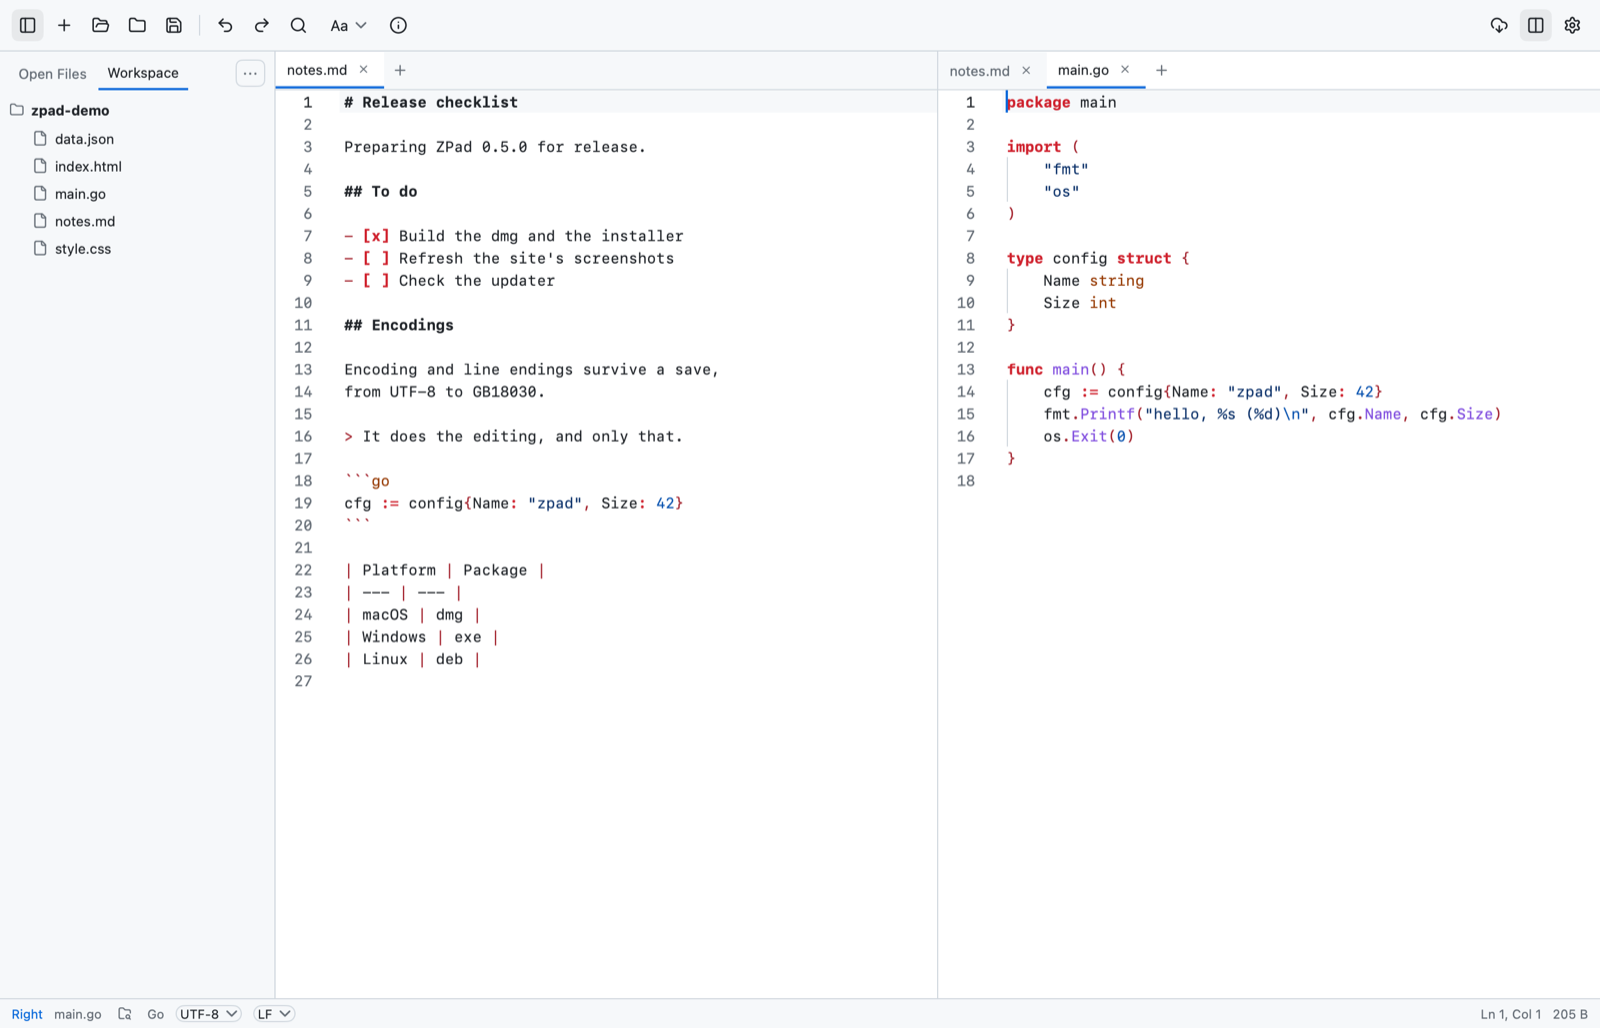 Aa
Open Files Workspace ...
zpad-demo
data.json
index.html
main.go
notes.md
style.css
notes.md × +
1 # Release checklist
2
3 Preparing ZPad 0.5.0 for release.
4
5 ## To do
6
7 - [x] Build the dmg and the installer
8 - [ ] Refresh the site's screenshots
9 - [ ] Check the updater
10
11 ## Encodings
12
13 Encoding and line endings survive a save,
14 from UTF-8 to GB18030.
15
16 > It does the editing, and only that.
17
18 ```go
19 cfg := config{Name: "zpad", Size: 42}
20 ```
21
22 | Platform | Package |
23 | --- | --- |
24 | macOS | dmg |
25 | Windows | exe |
26 | Linux | deb |
27
notes.md × main.go × +
1 package main
2
3 import (
4     "fmt"
5     "os"
6 )
7
8 type config struct {
9     Name string
10     Size int
11 }
12
13 func main() {
14     cfg := config{Name: "zpad", Size: 42}
15     fmt.Printf("hello, %s (%d)\n", cfg.Name, cfg.Size)
16     os.Exit(0)
17 }
18
Right main.go Go UTF-8 LF
Ln 1, Col 1 205 B